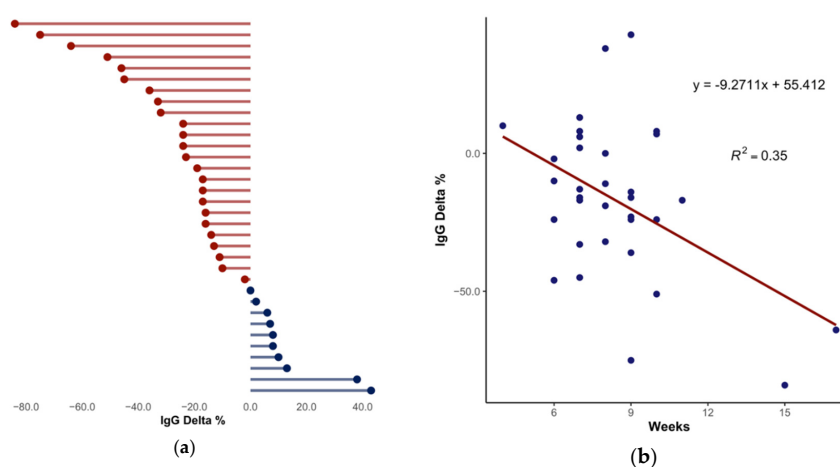 −80.0 −60.0 −40.0 −20.0 0.0 20.0 40.0
IgG Delta %
(a)
y = -9.2711x + 55.412
R² = 0.35
0.0
−50.0
IgG Delta %
6 9 12 15
Weeks
(b)